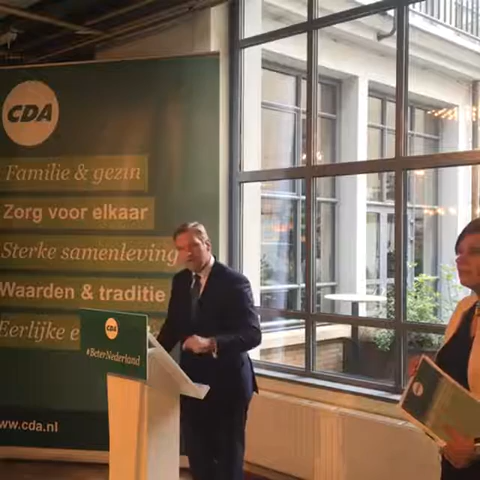 CDA
Familie & gezin
Zorg voor elkaar
Sterke samenleving
Waarden & traditie
Eerlijke
www.cda.nl
CDA
#BeterNederland